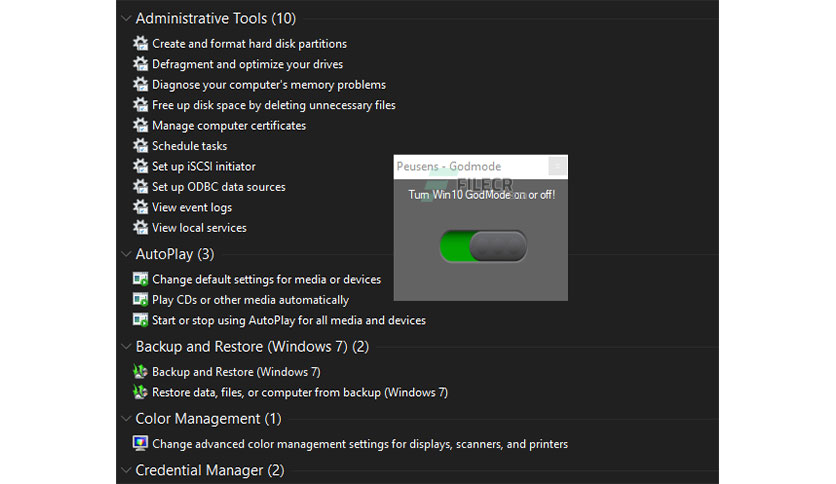 Administrative Tools (10)
Create and format hard disk partitions
Defragment and optimize your drives
Diagnose your computer's memory problems
Free up disk space by deleting unnecessary files
Manage computer certificates
Schedule tasks
Set up iSCSI initiator
Set up ODBC data sources
View event logs
View local services
AutoPlay (3)
Change default settings for media or devices
Play CDs or other media automatically
Start or stop using AutoPlay for all media and devices
Backup and Restore (Windows 7) (2)
Backup and Restore (Windows 7)
Restore data, files, or computer from backup (Windows 7)
Color Management (1)
Change advanced color management settings for displays, scanners, and printers
Credential Manager (2)
Peusens - Godmode
FILECR
Turn Win10 GodMode on or off!